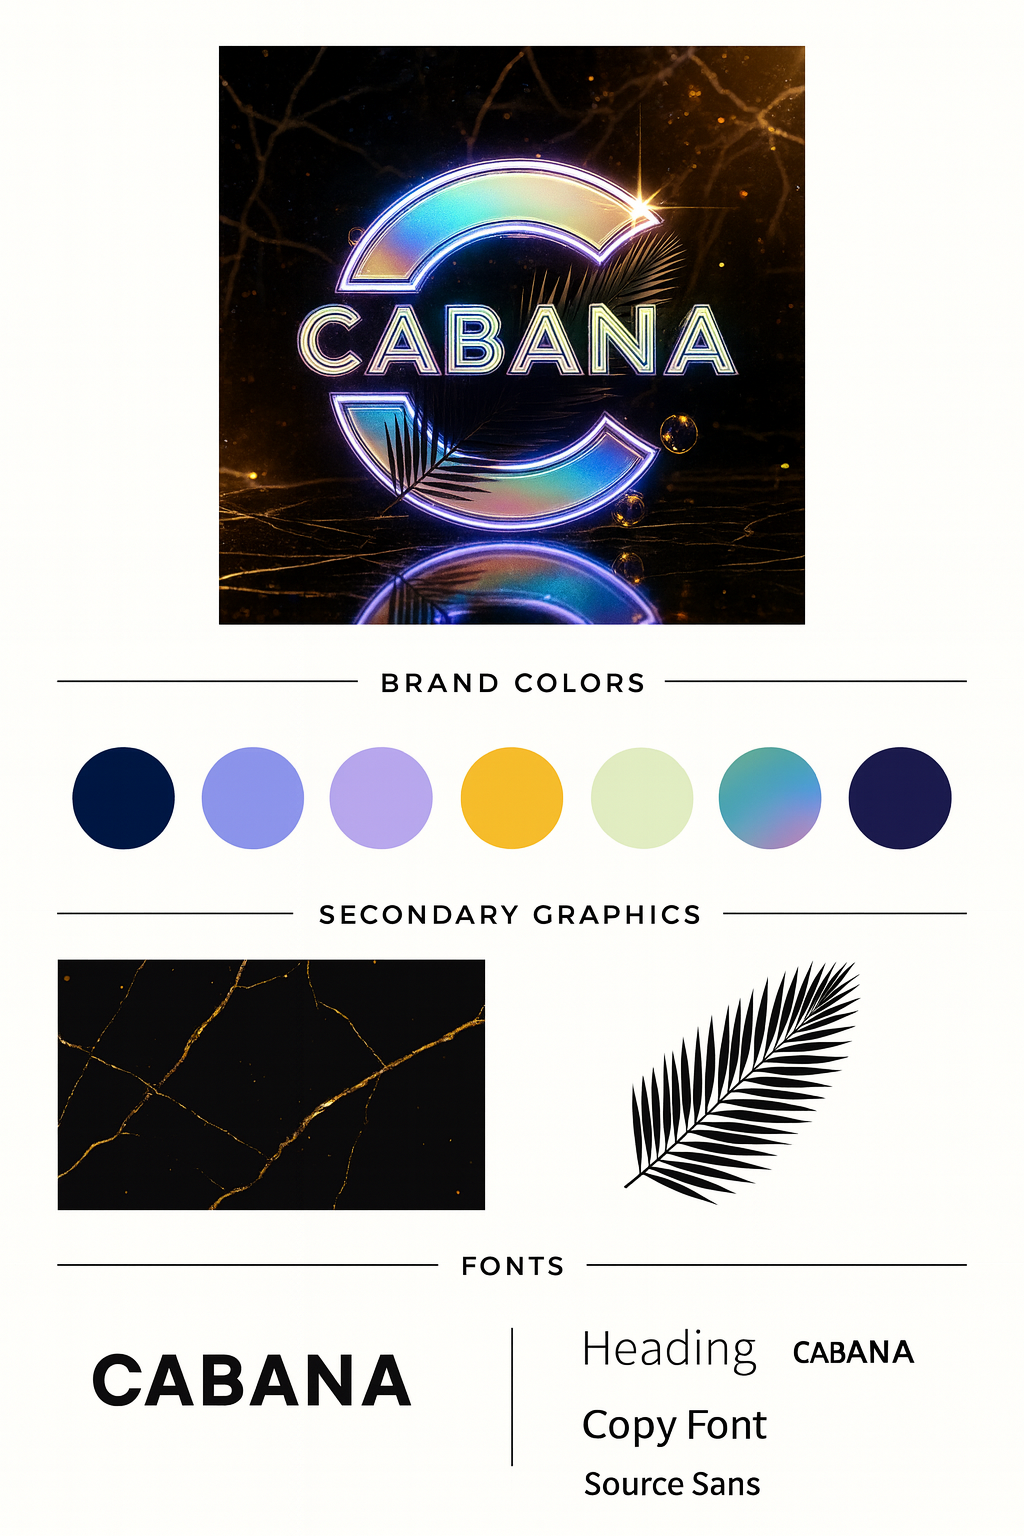 CABANA
BRAND COLORS
SECONDARY GRAPHICS
FONTS
CABANA
Heading CABANA
Copy Font
Source Sans